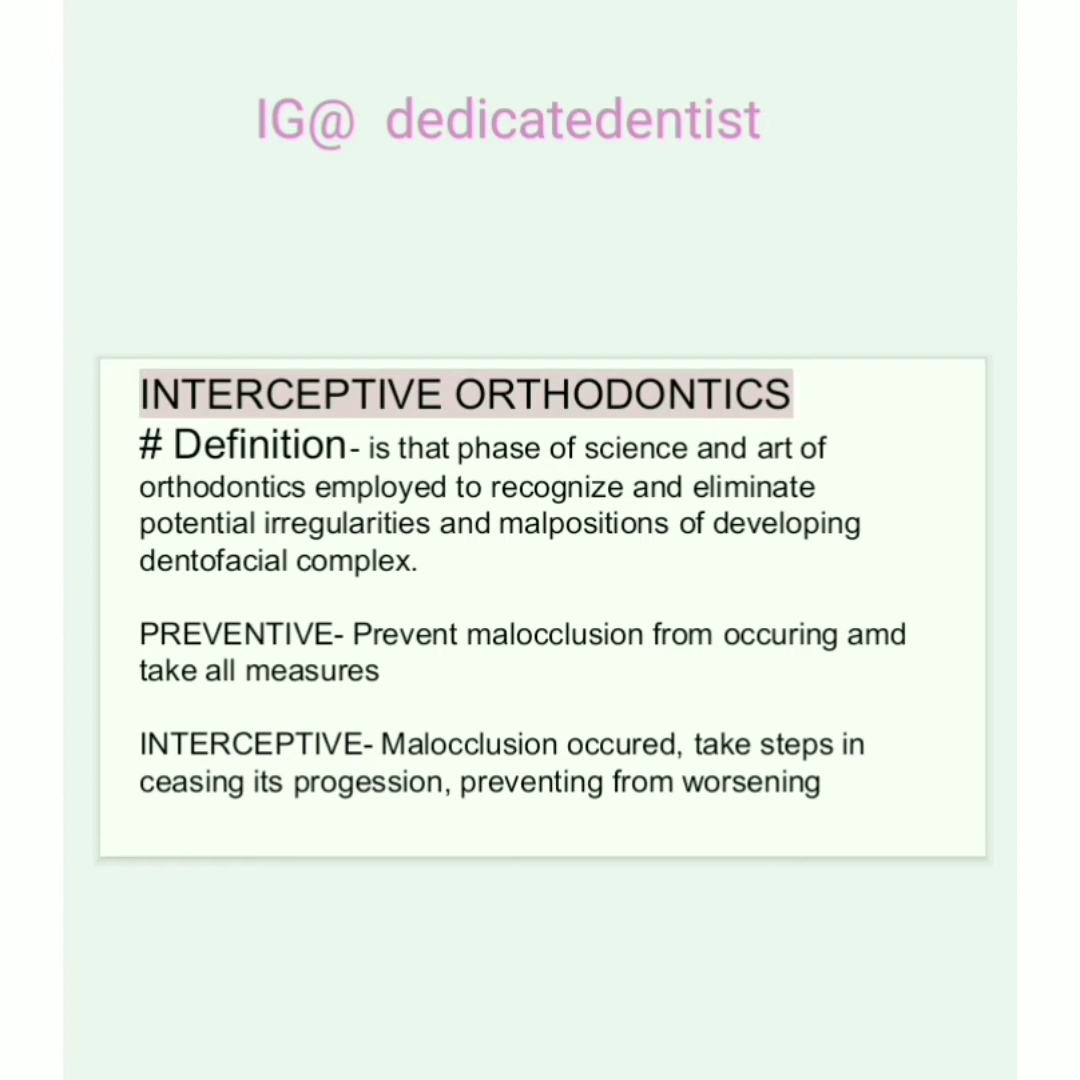 IG@ dedicatedentist
INTERCEPTIVE ORTHODONTICS
# Definition- is that phase of science and art of
orthodontics employed to recognize and eliminate
potential irregularities and malpositions of developing
dentofacial complex.
PREVENTIVE- Prevent malocclusion from occuring amd
take all measures
INTERCEPTIVE- Malocclusion occured, take steps in
ceasing its progession, preventing from worsening